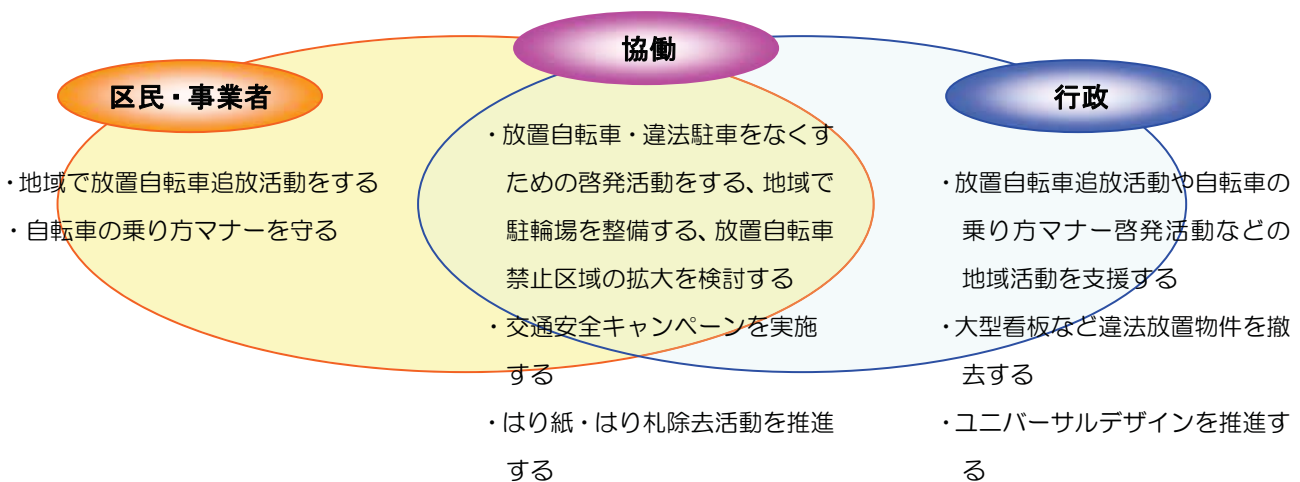 協働
区民・事業者
行政
・地域で放置自転車追放活動をする
・自転車の乗り方マナーを守る
・放置自転車・違法駐車をなくす
ための啓発活動をする、地域で
駐輪場を整備する、放置自転車
禁止区域の拡大を検討する
・交通安全キャンペーンを実施
する
・はり紙・はり札除去活動を推進
する
・放置自転車追放活動や自転車の
乗り方マナー啓発活動などの
地域活動を支援する
・大型看板など違法放置物件を撤
去する
・ユニバーサルデザインを推進す
る